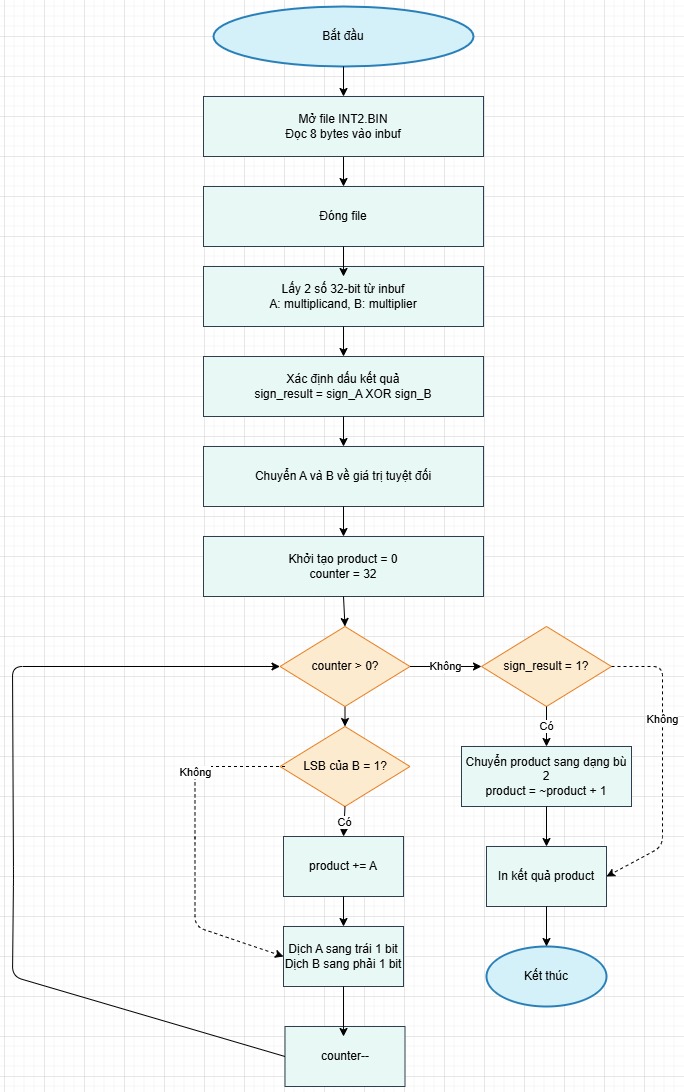 Bắt đầu
Mở file INT2.BIN
Đọc 8 bytes vào inbuf
Đóng file
Lấy 2 số 32-bit từ inbuf
A: multiplicand, B: multiplier
Xác định dấu kết quả
sign_result = sign_A XOR sign_B
Chuyển A và B về giá trị tuyệt đối
Khởi tạo product = 0
counter = 32
counter > 0?
Không
sign_result = 1?
Không
Có
LSB của B = 1?
Không
Có
Chuyển product sang dạng bù
2
product = ~product + 1
product += A
In kết quả product
Dịch A sang trái 1 bit
Dịch B sang phải 1 bit
Kết thúc
counter--